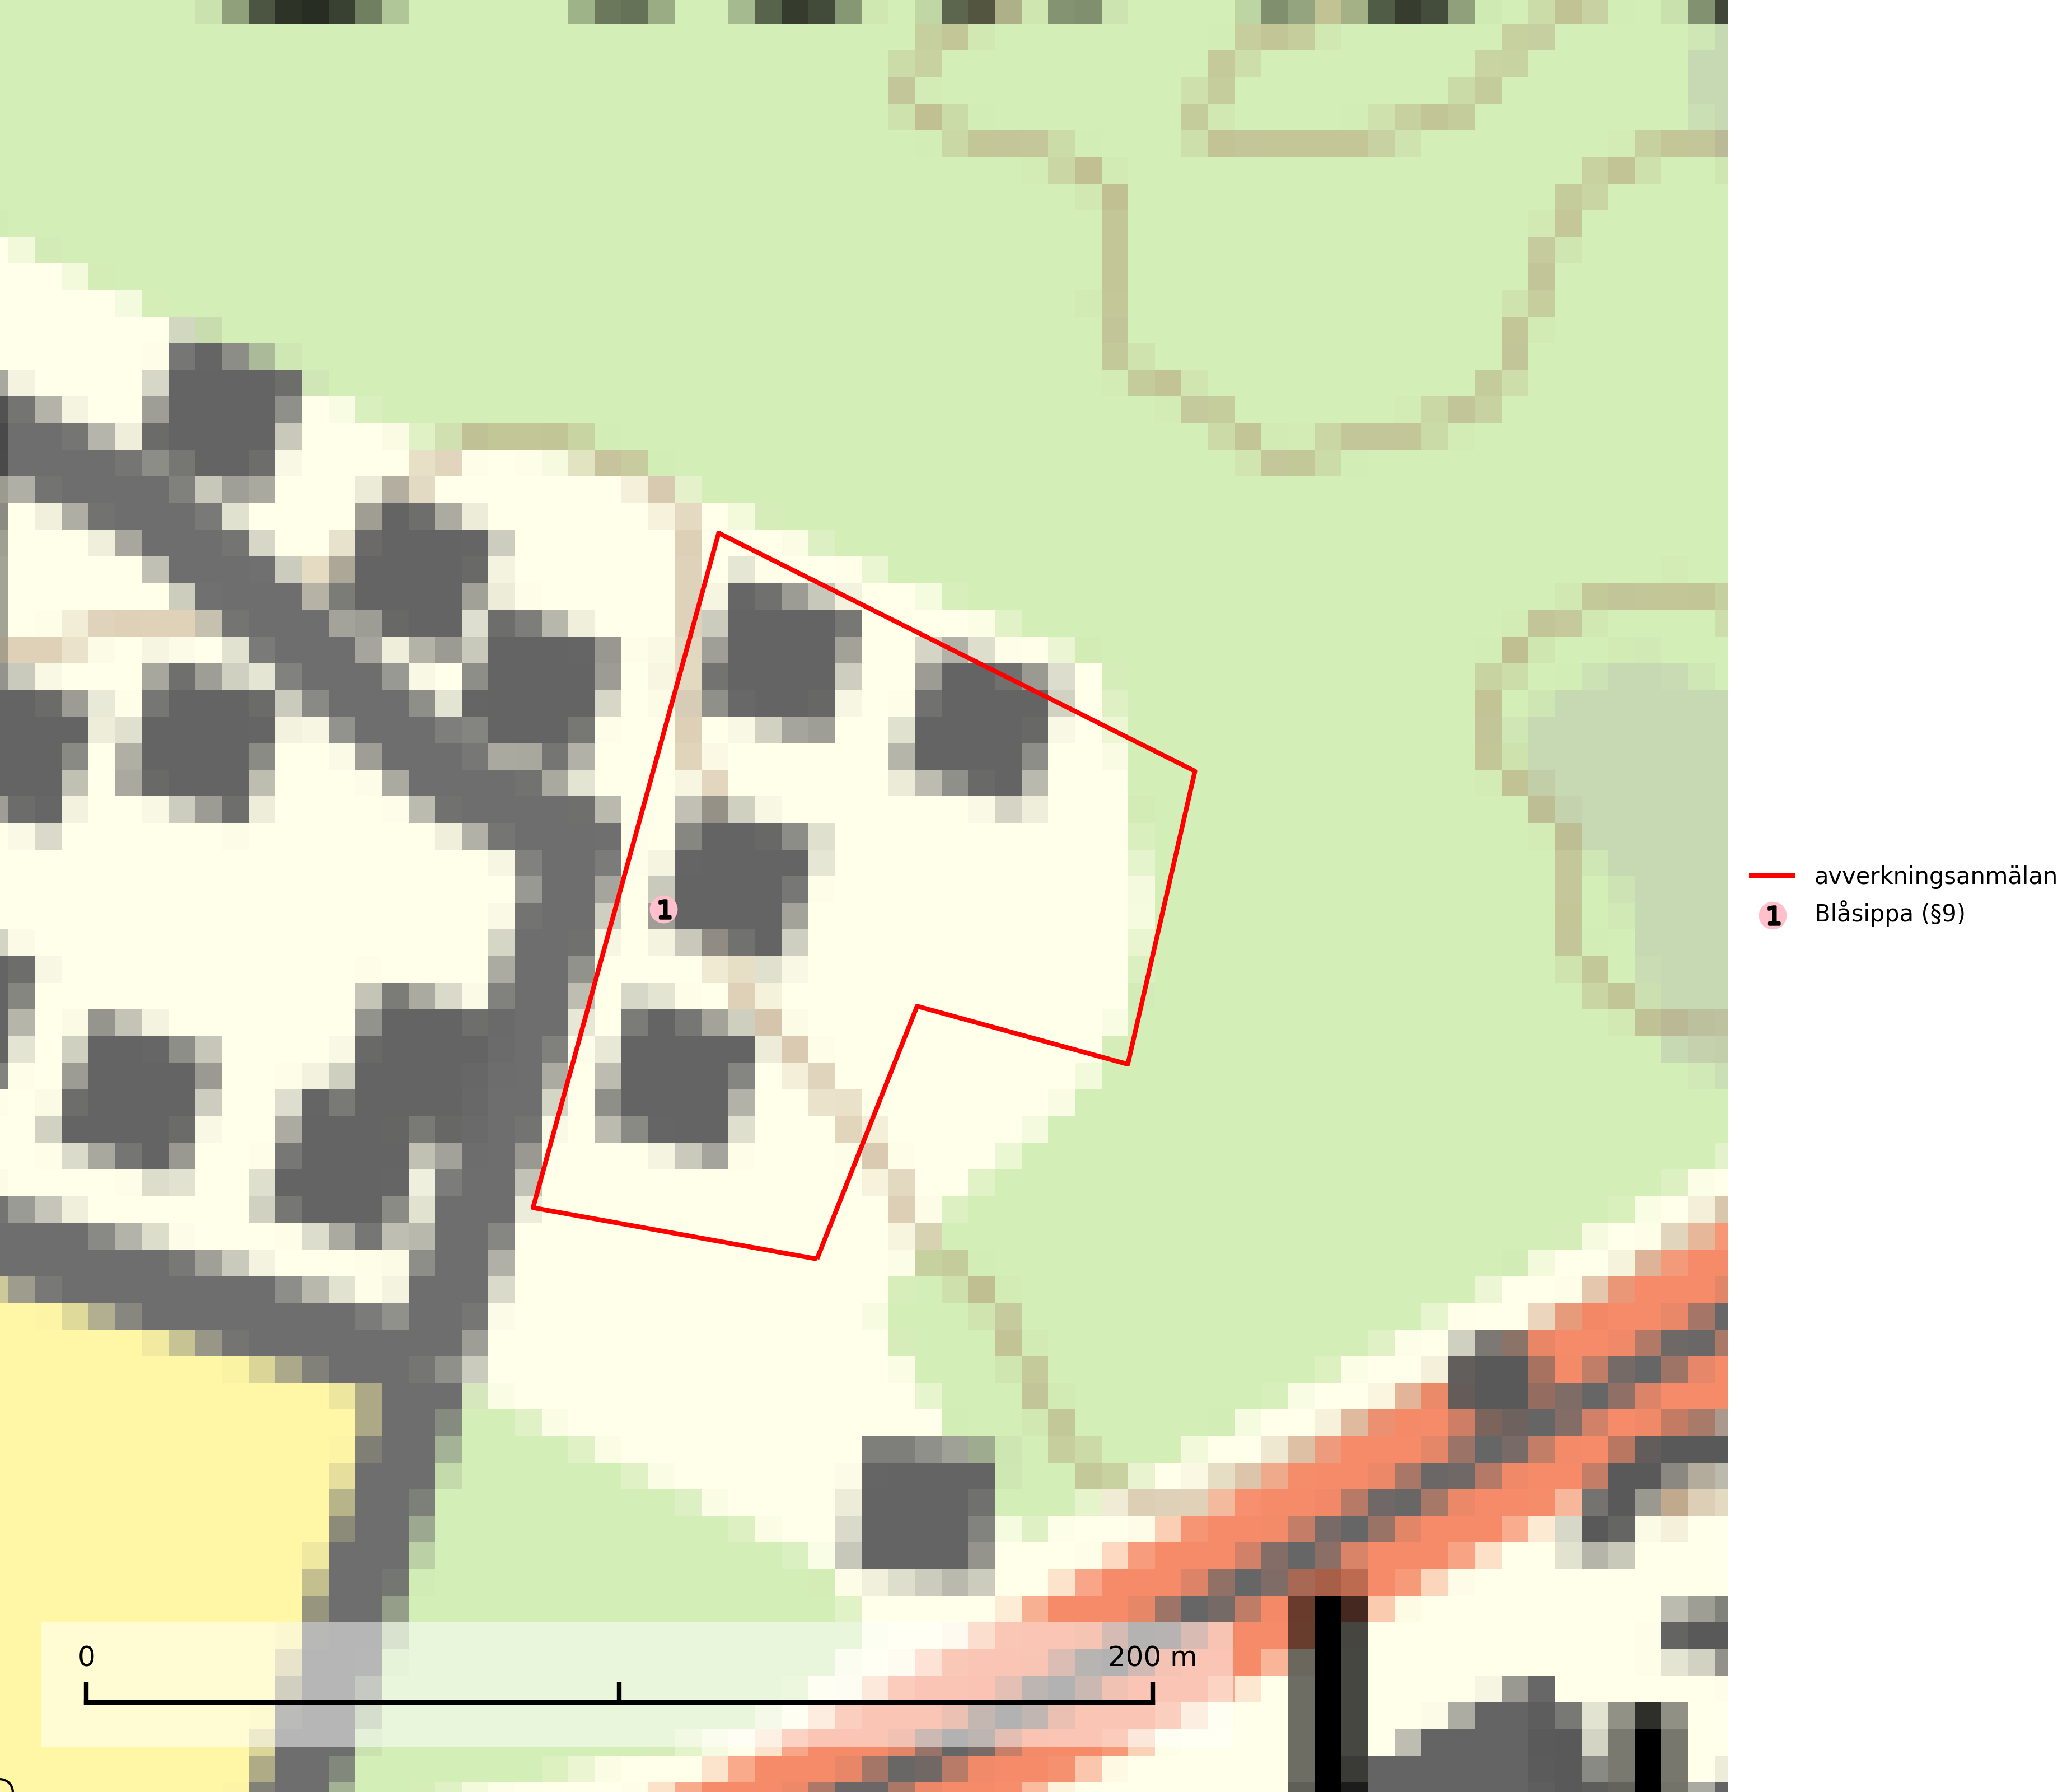 1
avverkningsanmälan
1 Blåsippa (§9)
0 200 m